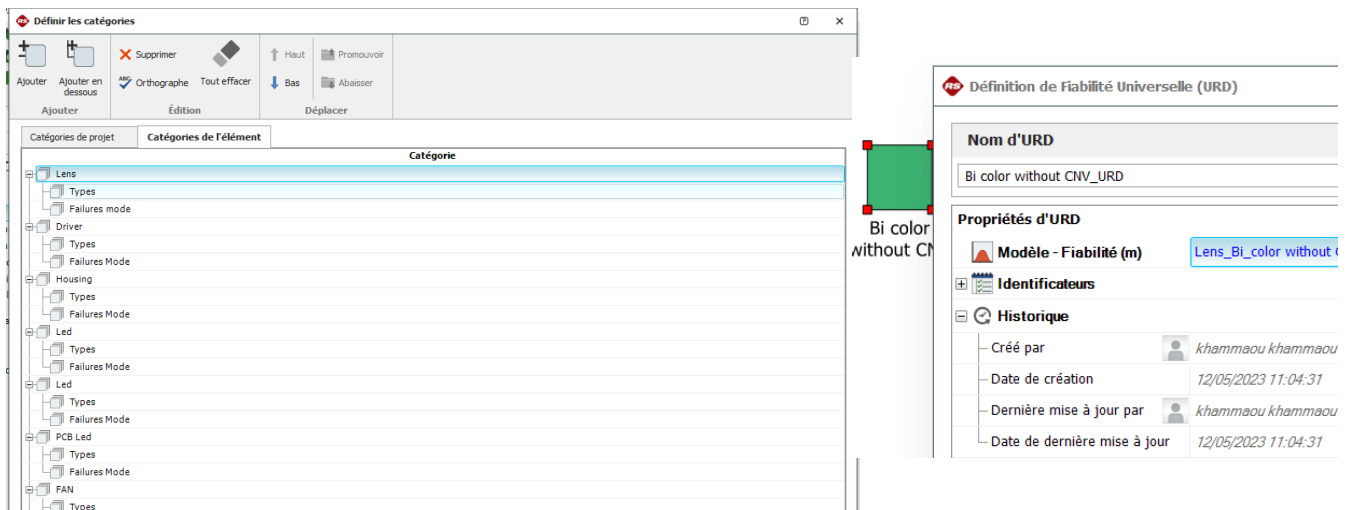 RS Définir les catégories
Ajouter
Ajouter en
dessous
Supprimer
ABC Orthographe
Tout effacer
Haut
Bas
Promouvoir
Abaisser
Ajouter
Édition
Déplacer
Catégories de projet
Catégories de l'élément
Catégorie
Lens
Types
Failures mode
Driver
Types
Failures Mode
Housing
Types
Failures Mode
Led
Types
Failures Mode
Led
Types
Failures Mode
PCB Led
Types
Failures Mode
FAN
Types
Bi color
without CN
RS Définition de Fiabilité Universelle (URD)
Nom d'URD
Bi color without CNV_URD
Propriétés d'URD
Modèle - Fiabilité (m) Lens_Bi_color without
Identificateurs
Historique
Créé par khammaou khammaou
Date de création 12/05/2023 11:04:31
Dernière mise à jour par khammaou khammaou
Date de dernière mise à jour 12/05/2023 11:04:31